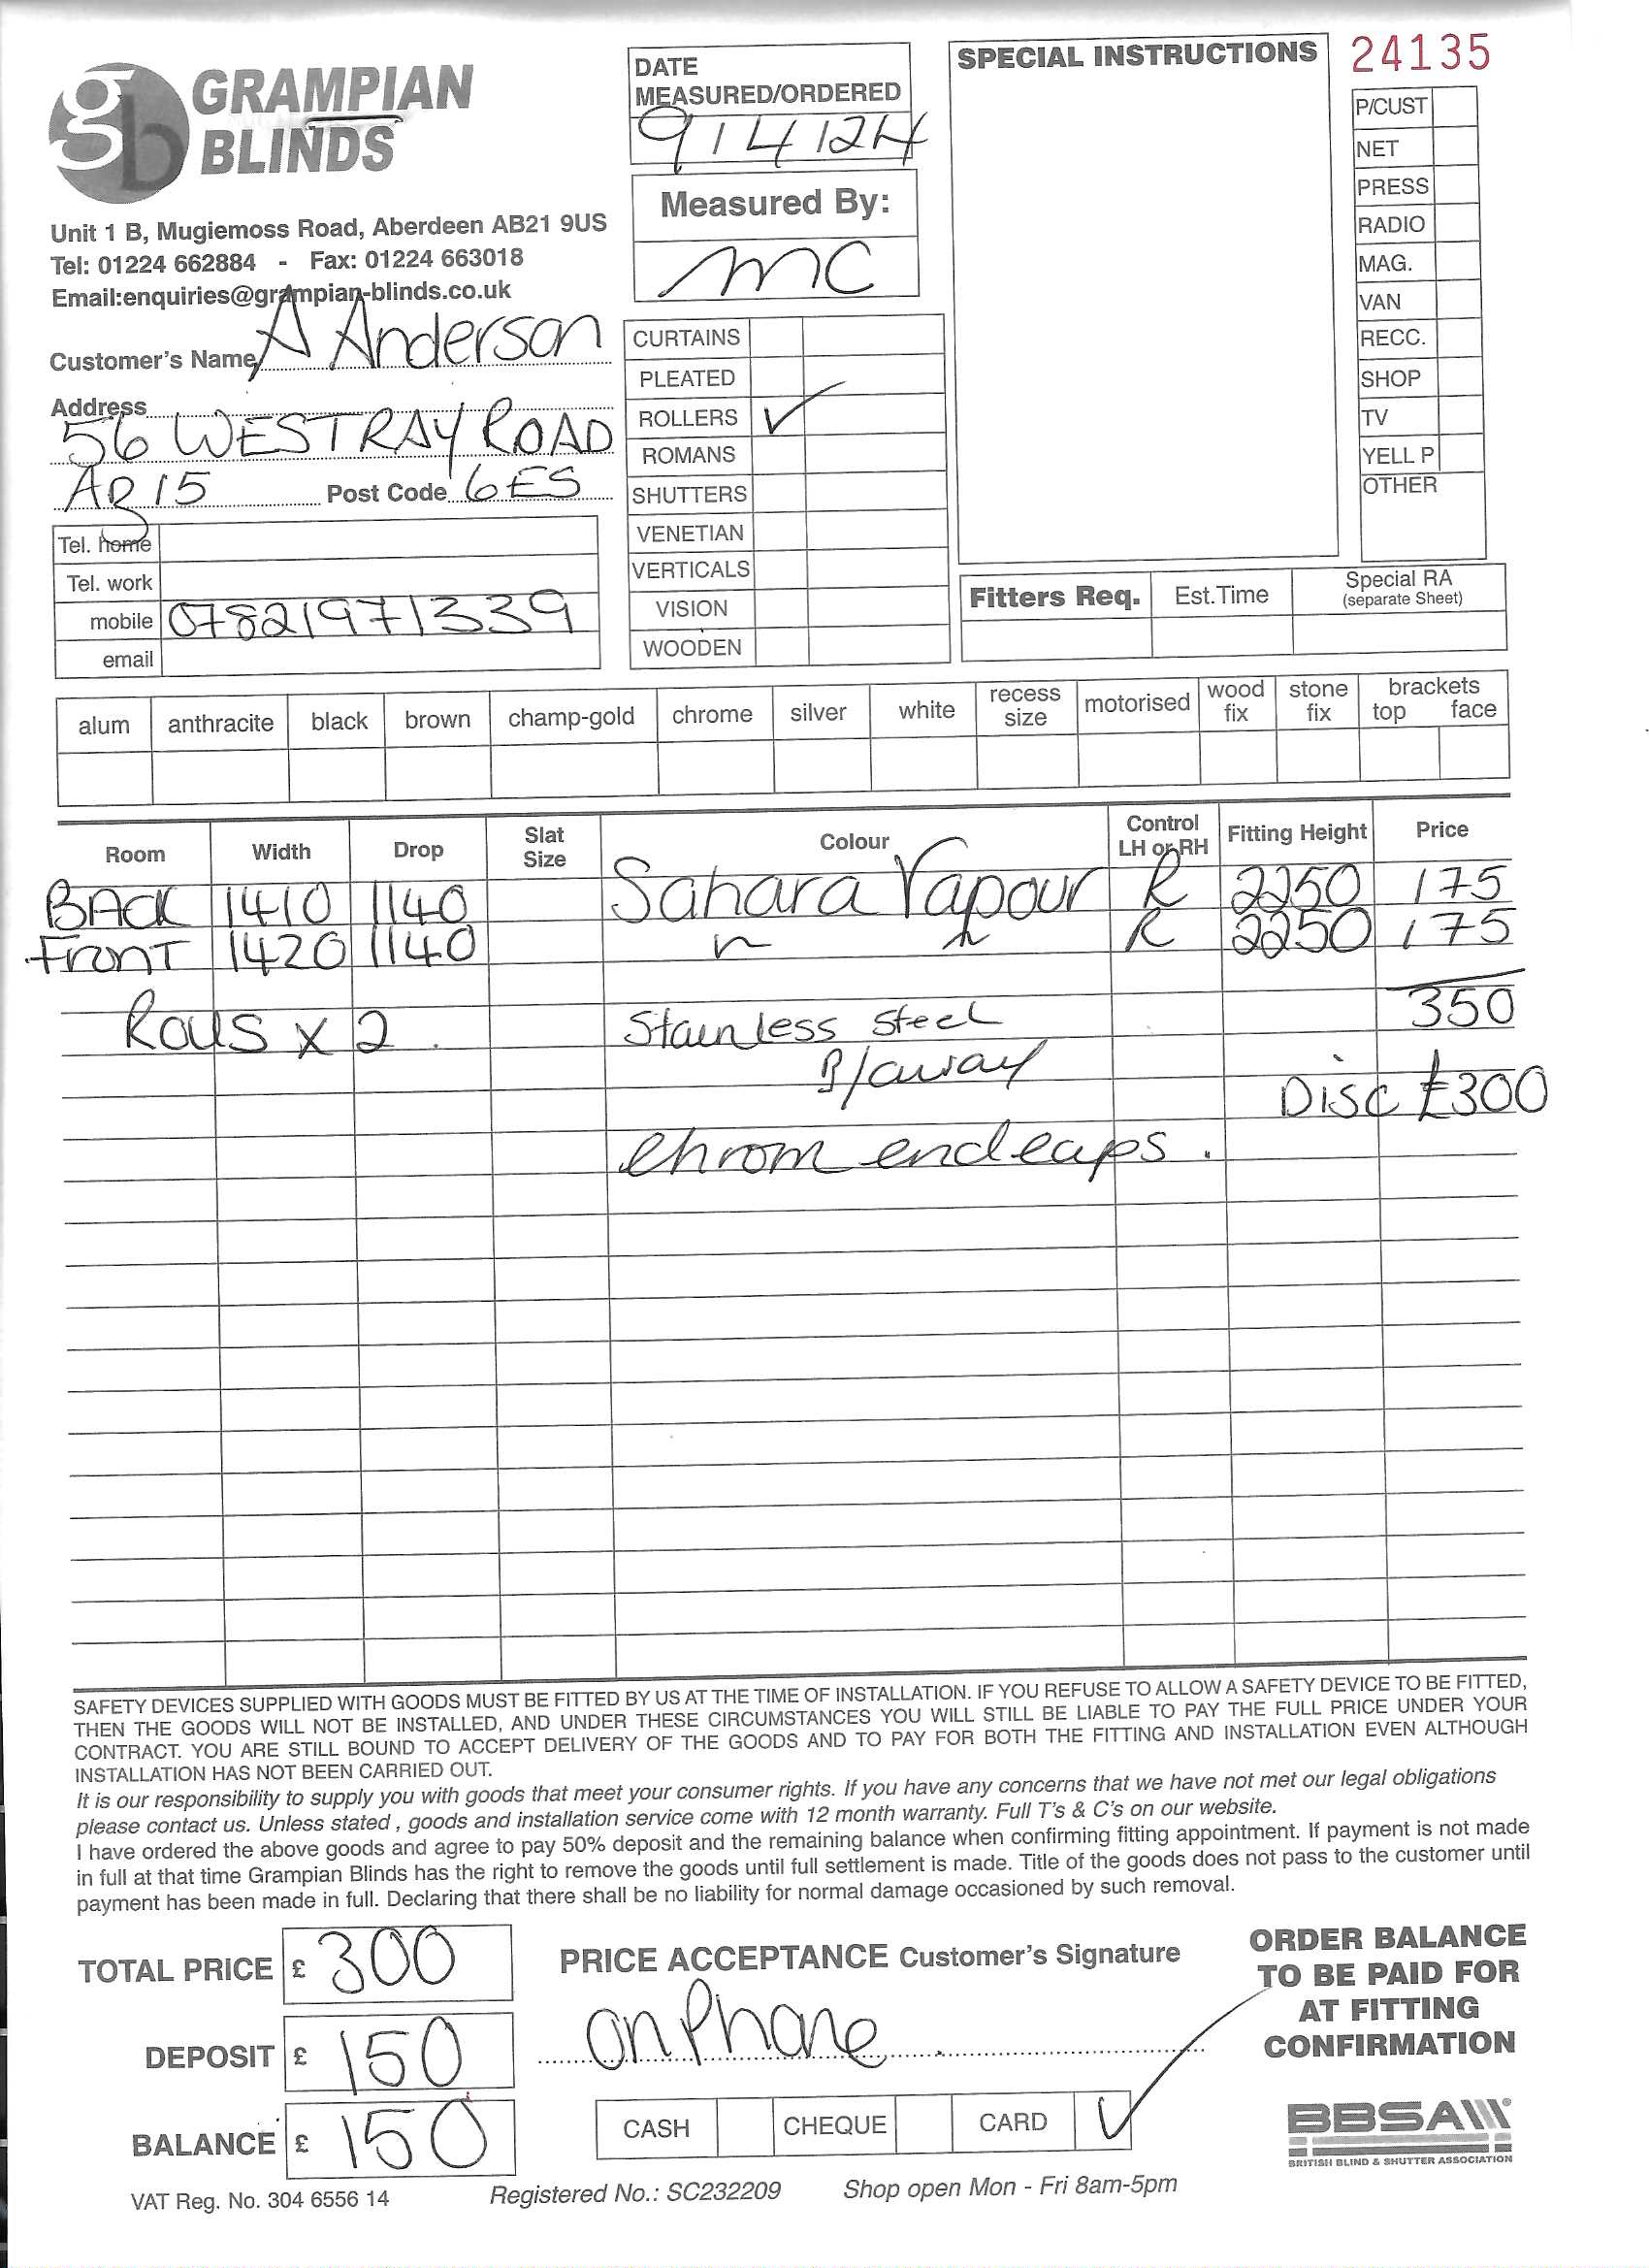 GRAMPIAN
BLINDS
Unit 1 B, Mugiemoss Road, Aberdeen AB21 9US
Tel: 01224 662884 - Fax: 01224 663018
Email:enquiries@grampian-blinds.co.uk
Customer's Name A Anderson
Address
56 WESTRAY ROAD
AB15 Post Code 6ES
Tel. home
Tel. work
mobile 07821971339
email
DATE
MEASURED/ORDERED
9/4/24
Measured By:
MC
CURTAINS
PLEATED
ROLLERS ✓
ROMANS
SHUTTERS
VENETIAN
VERTICALS
VISION
WOODEN
SPECIAL INSTRUCTIONS
24135
P/CUST
NET
PRESS
RADIO
MAG.
VAN
RECC.
SHOP
TV
YELL P
OTHER
Fitters Req. Est.Time Special RA
(separate Sheet)
alum anthracite black brown champ-gold chrome silver white recess size motorised wood fix stone fix brackets top face
Room Width Drop Slat Size Colour Control LH or RH Fitting Height Price
BACK 1410 1140 Sahara Vapour R 2250 175
Front 1420 1140 " " R 2250 175
Rolls x 2 . Stainless Steel 350
B/away Disc £300
Chrom endcaps .
SAFETY DEVICES SUPPLIED WITH GOODS MUST BE FITTED BY US AT THE TIME OF INSTALLATION. IF YOU REFUSE TO ALLOW A SAFETY DEVICE TO BE FITTED,
THEN THE GOODS WILL NOT BE INSTALLED, AND UNDER THESE CIRCUMSTANCES YOU WILL STILL BE LIABLE TO PAY THE FULL PRICE UNDER YOUR
CONTRACT. YOU ARE STILL BOUND TO ACCEPT DELIVERY OF THE GOODS AND TO PAY FOR BOTH THE FITTING AND INSTALLATION EVEN ALTHOUGH
INSTALLATION HAS NOT BEEN CARRIED OUT.
It is our responsibility to supply you with goods that meet your consumer rights. If you have any concerns that we have not met our legal obligations
please contact us. Unless stated , goods and installation service come with 12 month warranty. Full T's & C's on our website.
I have ordered the above goods and agree to pay 50% deposit and the remaining balance when confirming fitting appointment. If payment is not made
in full at that time Grampian Blinds has the right to remove the goods until full settlement is made. Title of the goods does not pass to the customer until
payment has been made in full. Declaring that there shall be no liability for normal damage occasioned by such removal.
TOTAL PRICE £ 300
DEPOSIT £ 150
BALANCE £ 150
PRICE ACCEPTANCE Customer's Signature
on Phone
CASH CHEQUE CARD ✓
ORDER BALANCE
TO BE PAID FOR
AT FITTING
CONFIRMATION
BBSA
BRITISH BLIND & SHUTTER ASSOCIATION
VAT Reg. No. 304 6556 14 Registered No.: SC232209 Shop open Mon - Fri 8am-5pm